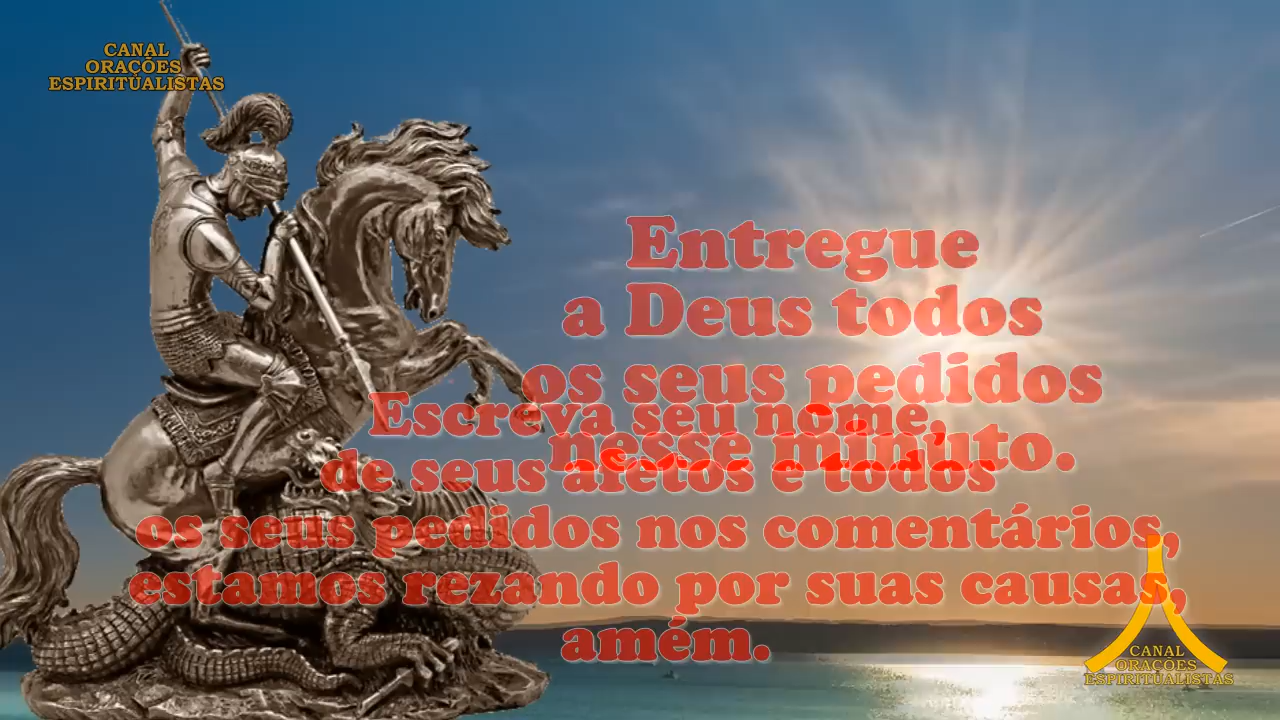 CANAL
ORAÇÕES
ESPIRITUALISTAS
Entregue
a Deus todos
os seus pedidos
nesse minuto.
Escreva seu nome,
de seus afetos e todos
os seus pedidos nos comentários,
estamos rezando por suas causas,
amém.
CANAL
ORAÇÕES
ESPIRITUALISTAS